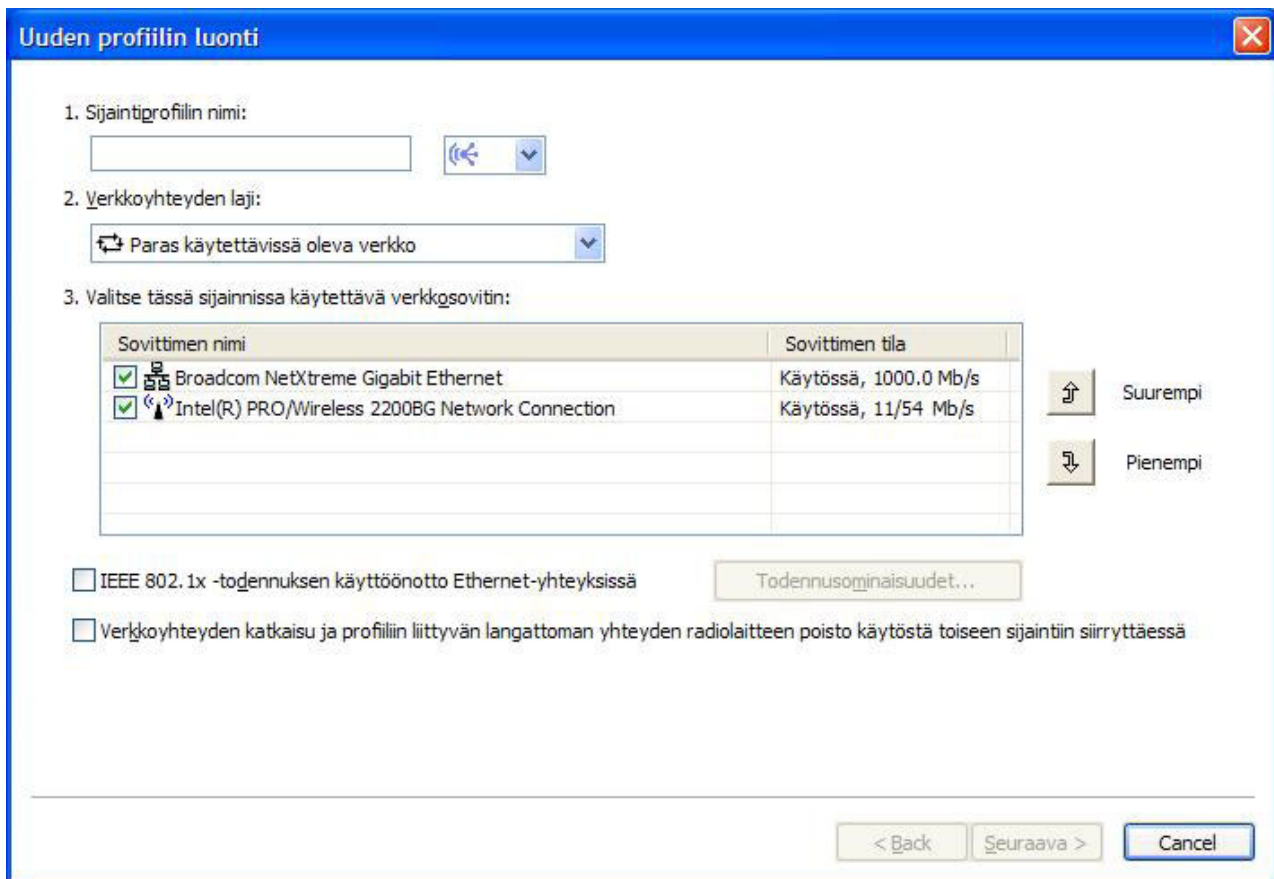 Uuden profiilin luonti
1. Sijaintiprofiilin nimi:
2. Verkkoyhteyden laji:
Paras käytettävissä oleva verkko
3. Valitse tässä sijainnissa käytettävä verkkosovitin:
Sovittimen nimi Sovittimen tila
Broadcom NetXtreme Gigabit Ethernet Käytössä, 1000.0 Mb/s
Intel(R) PRO/Wireless 2200BG Network Connection Käytössä, 11/54 Mb/s
Suurempi
Pienempi
IEEE 802.1x -todennuksen käyttöönotto Ethernet-yhteyksissä Todennusominaisuudet...
Verkkoyhteyden katkaisu ja profiliin liittyvän langattoman yhteyden radiolaitteen poisto käytöstä toiseen sijaintiin siirryttäessä
< Back Seuraava > Cancel